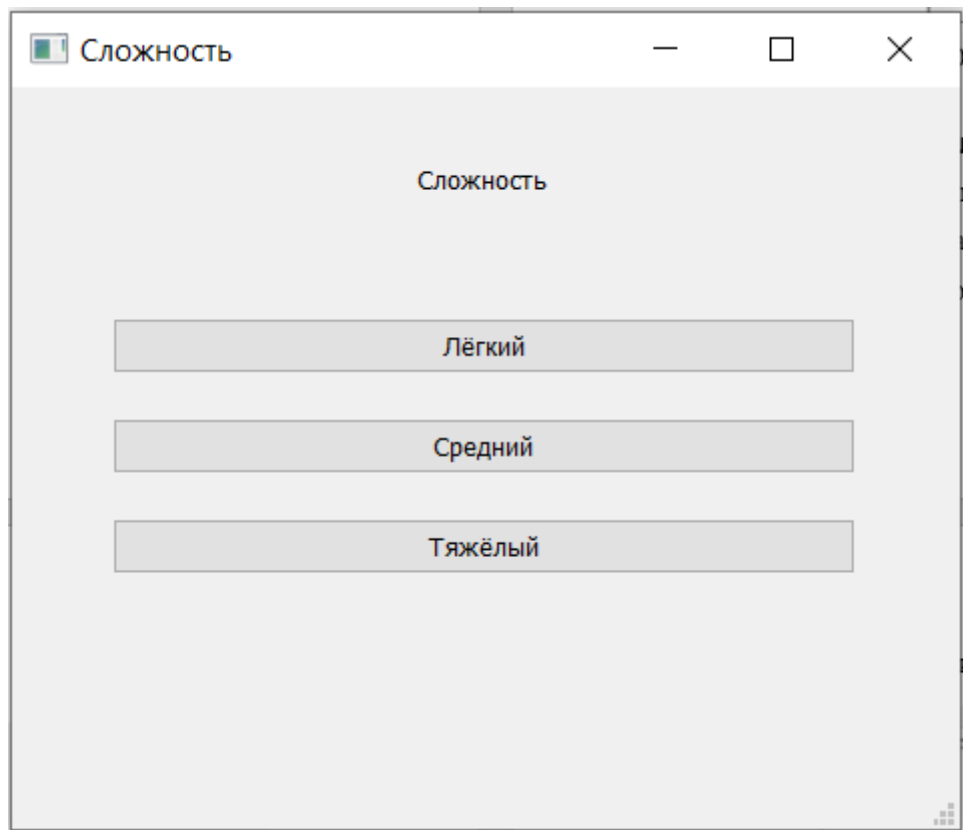 Сложность
Сложность
Лёгкий
Средний
Тяжёлый